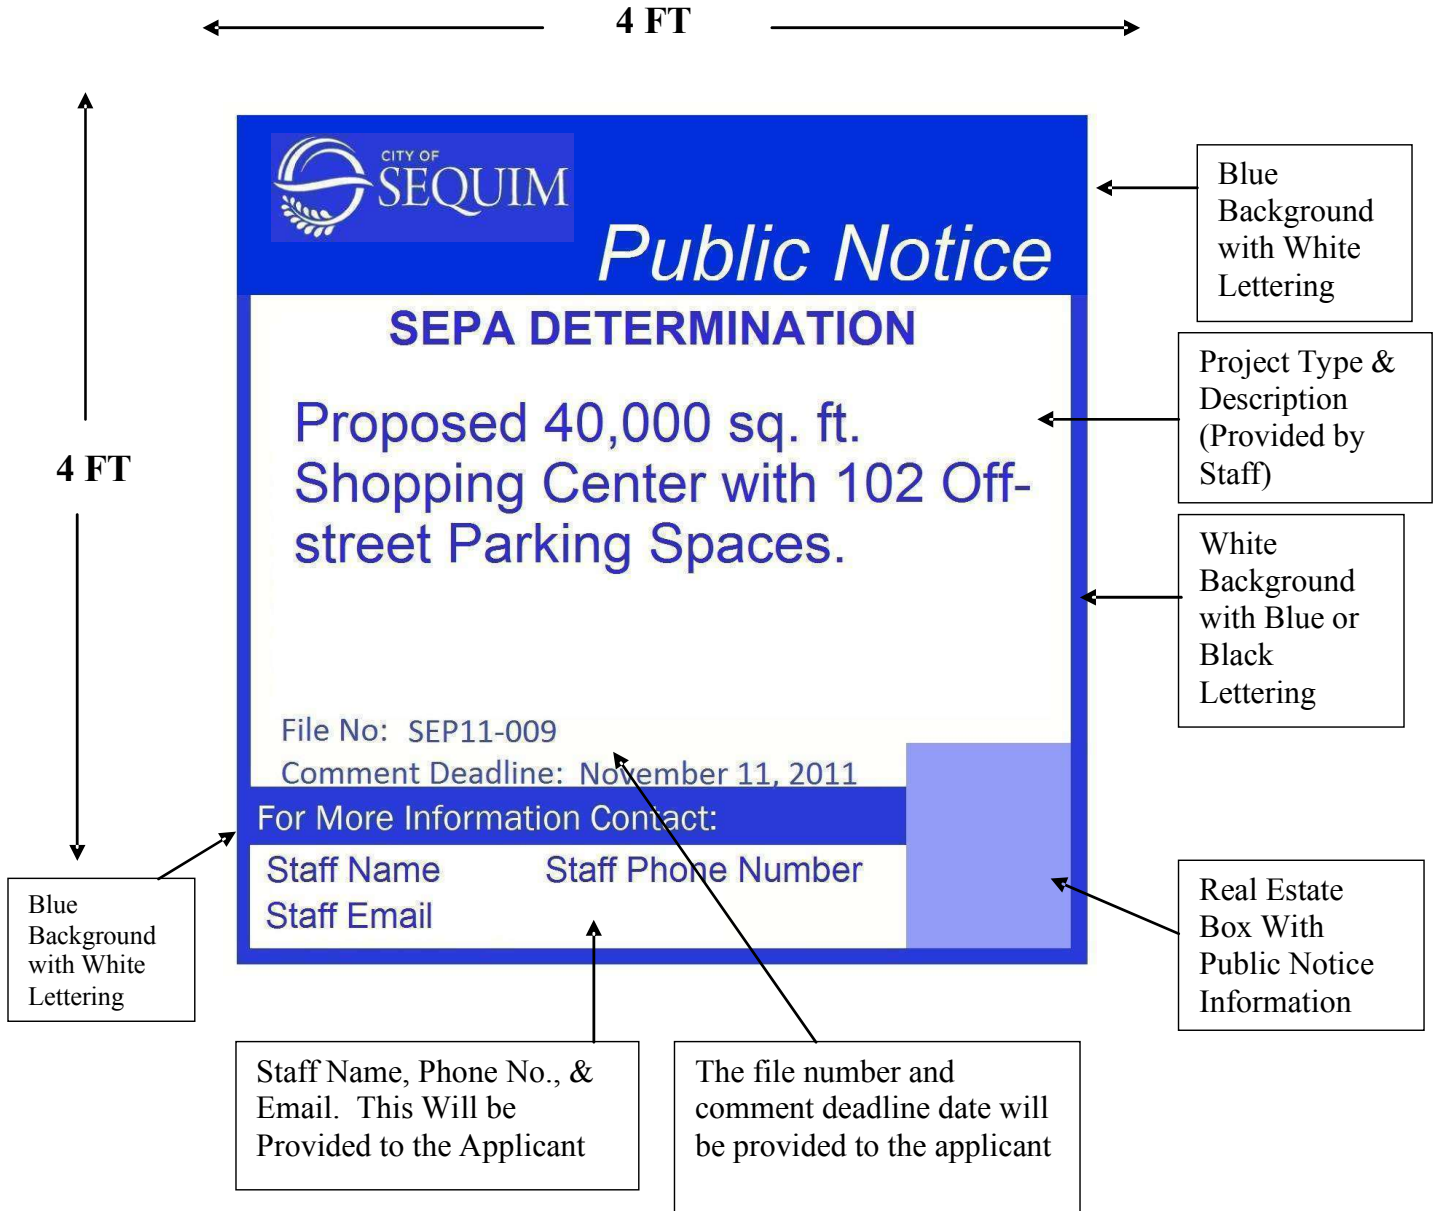 4 FT
4 FT
CITY OF
SEQUIM
Public Notice
SEPA DETERMINATION
Proposed 40,000 sq. ft.
Shopping Center with 102 Off-
street Parking Spaces.
File No: SEP11-009
Comment Deadline: November 11, 2011
For More Information Contact:
Staff Name Staff Phone Number
Staff Email
Blue
Background
with White
Lettering
Project Type &
Description
(Provided by
Staff)
White
Background
with Blue or
Black
Lettering
Real Estate
Box With
Public Notice
Information
Blue
Background
with White
Lettering
Staff Name, Phone No., &
Email. This Will be
Provided to the Applicant
The file number and
comment deadline date will
be provided to the applicant